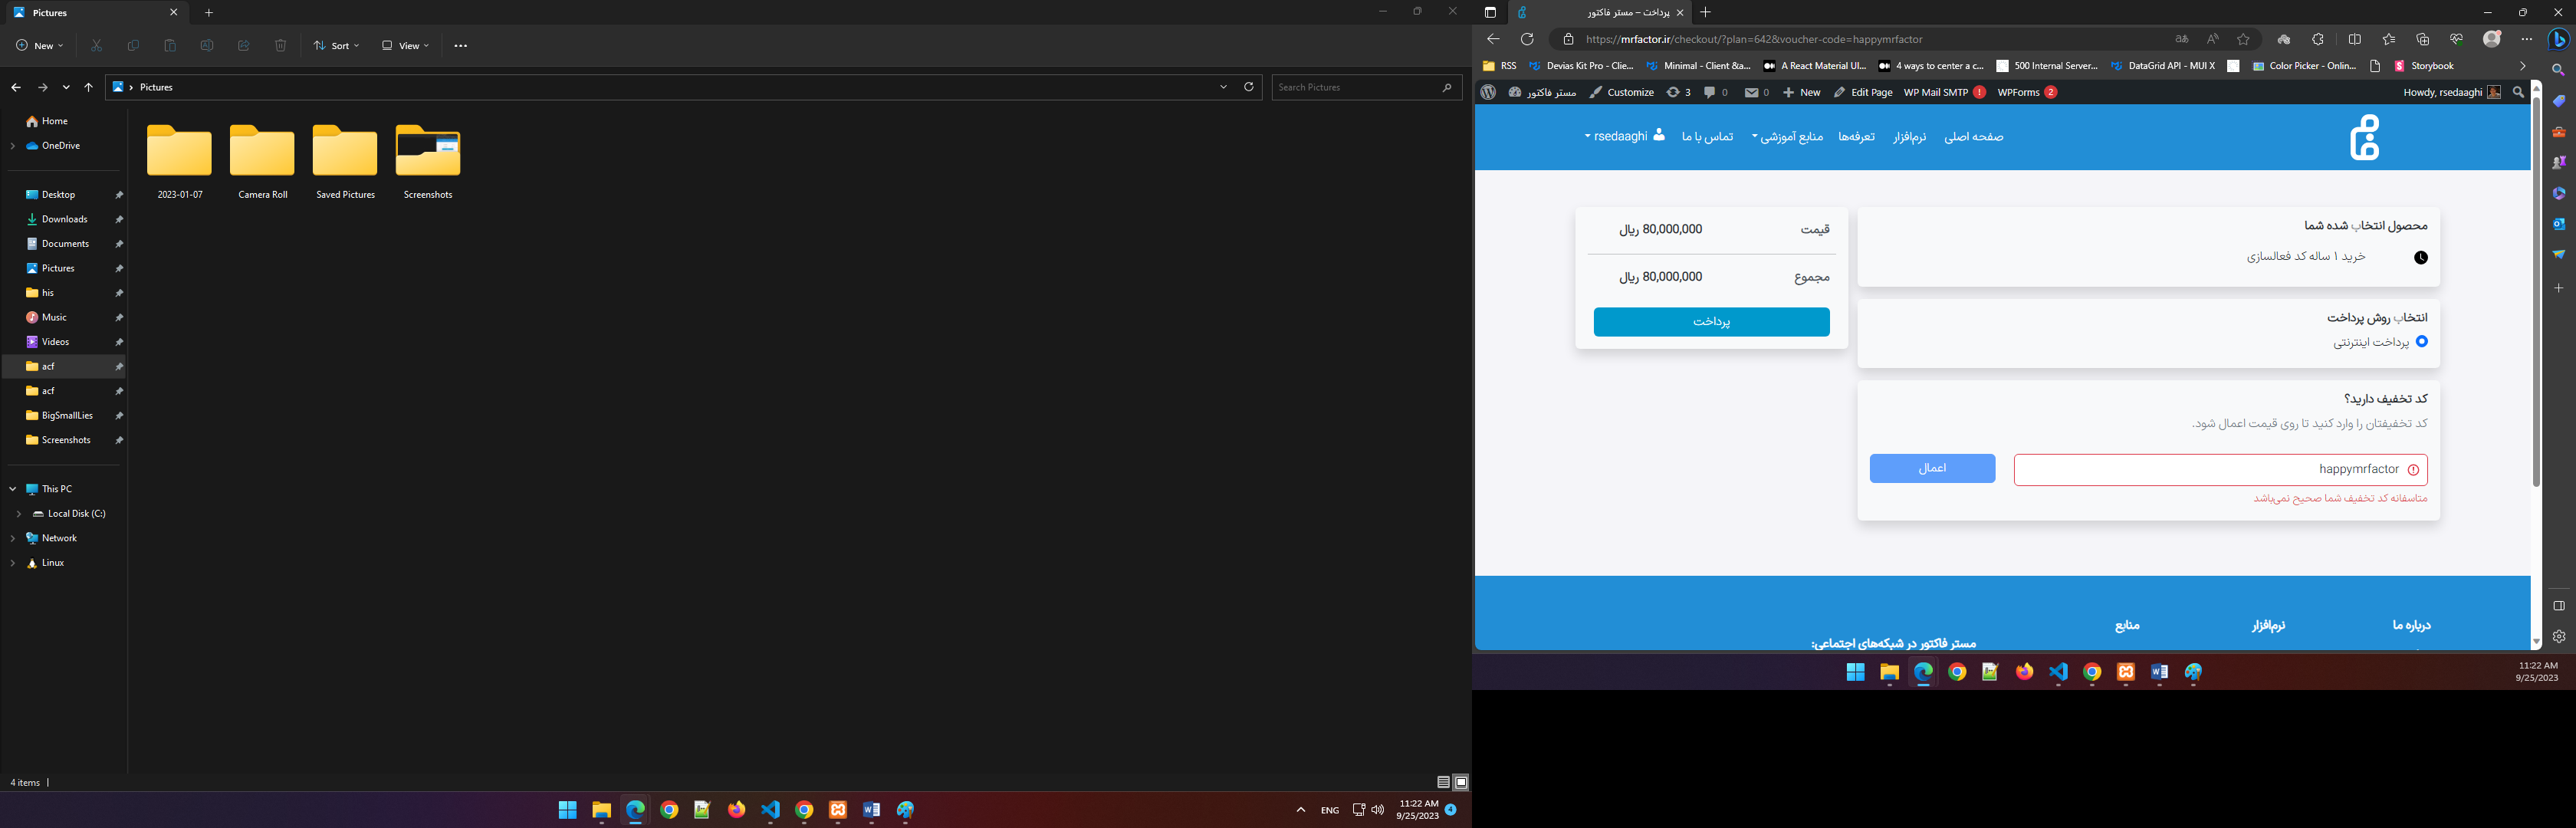 Pictures
New
Sort
View
Pictures
Search Pictures
Home
OneDrive
Desktop
Downloads
Documents
Pictures
his
Music
Videos
acf
acf
BigSmallLies
Screenshots
This PC
Local Disk (C:)
Network
Linux
2023-01-07
Camera Roll
Saved Pictures
Screenshots
4 items
ENG
11:22 AM
9/25/2023
4
پرداخت – مستر فاکتور
https://mrfactor.ir/checkout/?plan=642&voucher-code=happymrfactor
RSS
Devias Kit Pro - Clie...
Minimal - Client &a...
A React Material UI...
4 ways to center a c...
500 Internal Server...
DataGrid API - MUI X
Color Picker - Onlin...
Storybook
مستر فاکتور
Customize
3
0
0
New
Edit Page
WP Mail SMTP !
WPForms 2
Howdy, rsedaaghi
صفحه اصلی
نرم‌افزار
تعرفه‌ها
منابع آموزشی
تماس با ما
rsedaaghi
محصول انتخاب شده شما
خرید ۱ ساله کد فعالسازی
انتخاب روش پرداخت
پرداخت اینترنتی
کد تخفیف دارید؟
کد تخفیفتان را وارد کنید تا روی قیمت اعمال شود.
happymrfactor
اعمال
متاسفانه کد تخفیف شما صحیح نمی‌باشد
قیمت 80,000,000 ریال
مجموع 80,000,000 ریال
پرداخت
درباره ما
نرم‌افزار
منابع
مستر فاکتور در شبکه‌های اجتماعی:
11:22 AM
9/25/2023